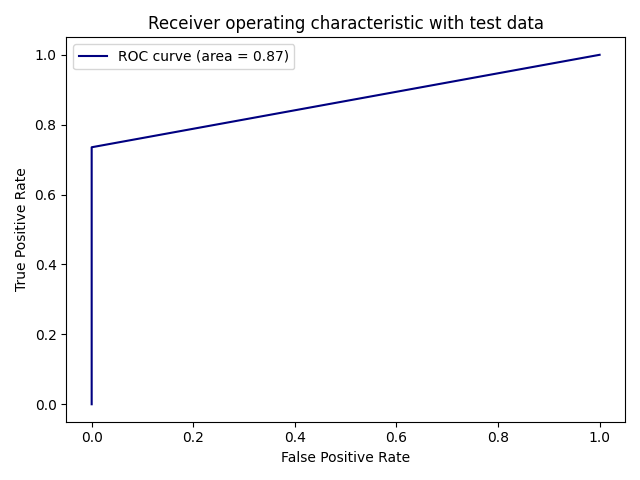 Receiver operating characteristic with test data
ROC curve (area = 0.87)
1.0
0.8
0.6
0.4
0.2
0.0
True Positive Rate
0.0 0.2 0.4 0.6 0.8 1.0
False Positive Rate